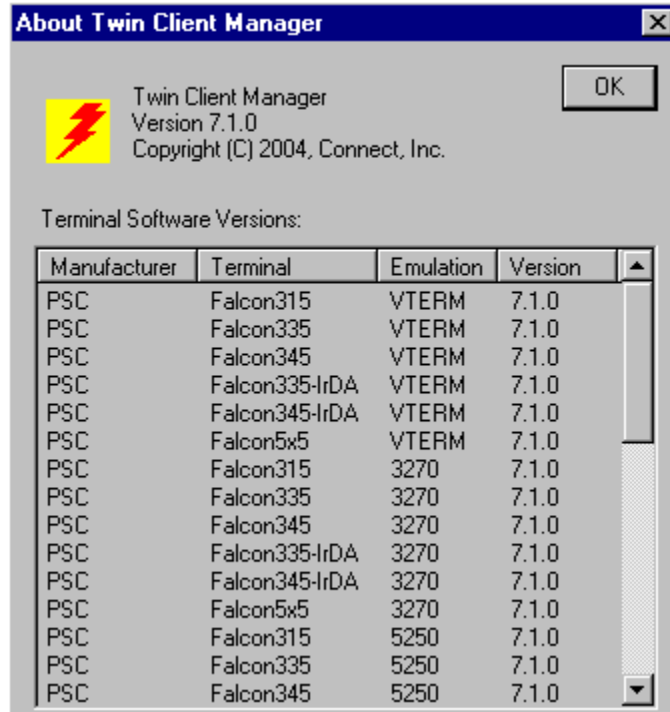 About Twin Client Manager
OK
Twin Client Manager
Version 7.1.0
Copyright (C) 2004, Connect, Inc.
Terminal Software Versions:
Manufacturer Terminal Emulation Version
PSC Falcon315 VTERM 7.1.0
PSC Falcon335 VTERM 7.1.0
PSC Falcon345 VTERM 7.1.0
PSC Falcon335-IrDA VTERM 7.1.0
PSC Falcon345-IrDA VTERM 7.1.0
PSC Falcon5x5 VTERM 7.1.0
PSC Falcon315 3270 7.1.0
PSC Falcon335 3270 7.1.0
PSC Falcon345 3270 7.1.0
PSC Falcon335-IrDA 3270 7.1.0
PSC Falcon345-IrDA 3270 7.1.0
PSC Falcon5x5 3270 7.1.0
PSC Falcon315 5250 7.1.0
PSC Falcon335 5250 7.1.0
PSC Falcon345 5250 7.1.0